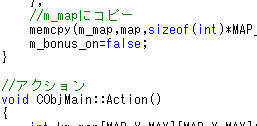 };
//m_mapにコピー
memcpy(m_map,map,sizeof(int)*MAP_
m_bonus_on=false;
}
//アクション
void CObjMain::Action()
{